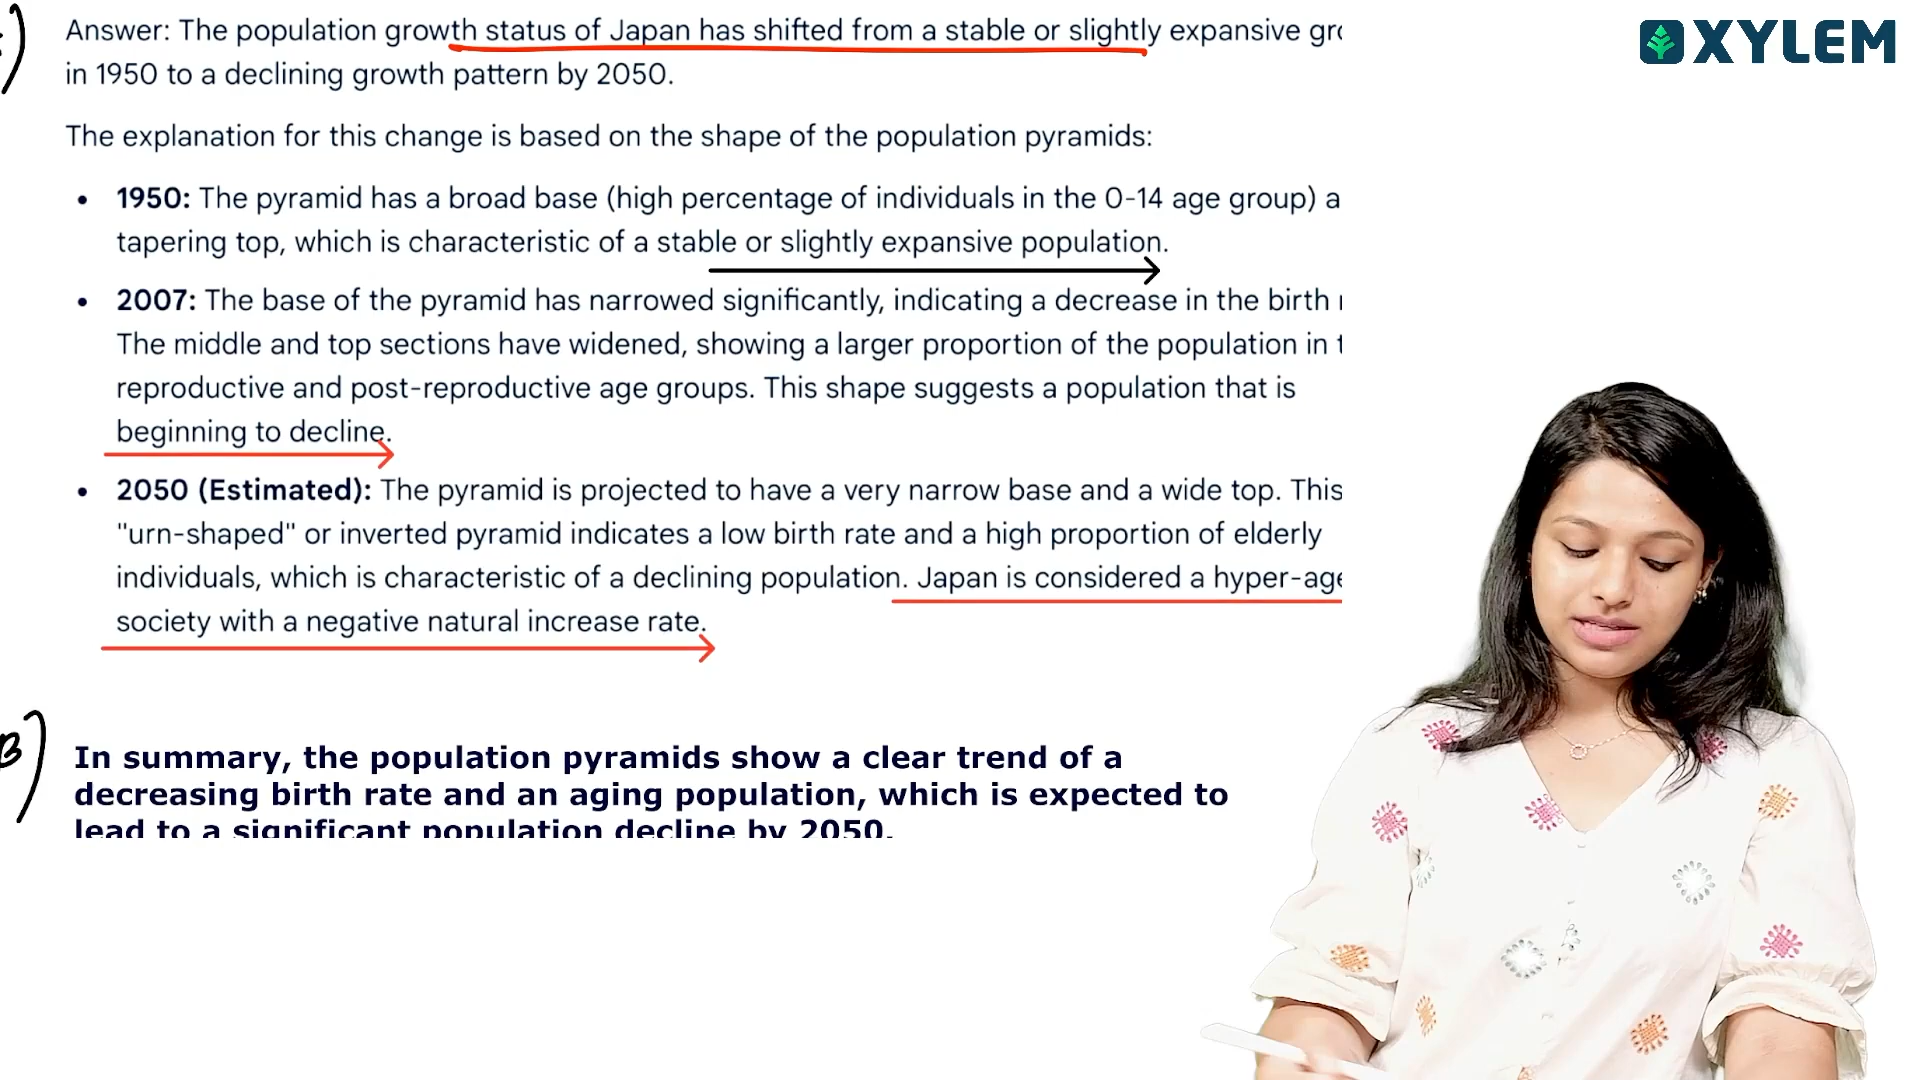 XYLEM
)
Answer: The population growth status of Japan has shifted from a stable or slightly expansive gro
in 1950 to a declining growth pattern by 2050.
The explanation for this change is based on the shape of the population pyramids:
• 1950: The pyramid has a broad base (high percentage of individuals in the 0-14 age group) a
tapering top, which is characteristic of a stable or slightly expansive population.
• 2007: The base of the pyramid has narrowed significantly, indicating a decrease in the birth r
The middle and top sections have widened, showing a larger proportion of the population in t
reproductive and post-reproductive age groups. This shape suggests a population that is
beginning to decline.
• 2050 (Estimated): The pyramid is projected to have a very narrow base and a wide top. This
"urn-shaped" or inverted pyramid indicates a low birth rate and a high proportion of elderly
individuals, which is characteristic of a declining population. Japan is considered a hyper-age
society with a negative natural increase rate.
B)
In summary, the population pyramids show a clear trend of a
decreasing birth rate and an aging population, which is expected to
lead to a significant population decline by 2050.